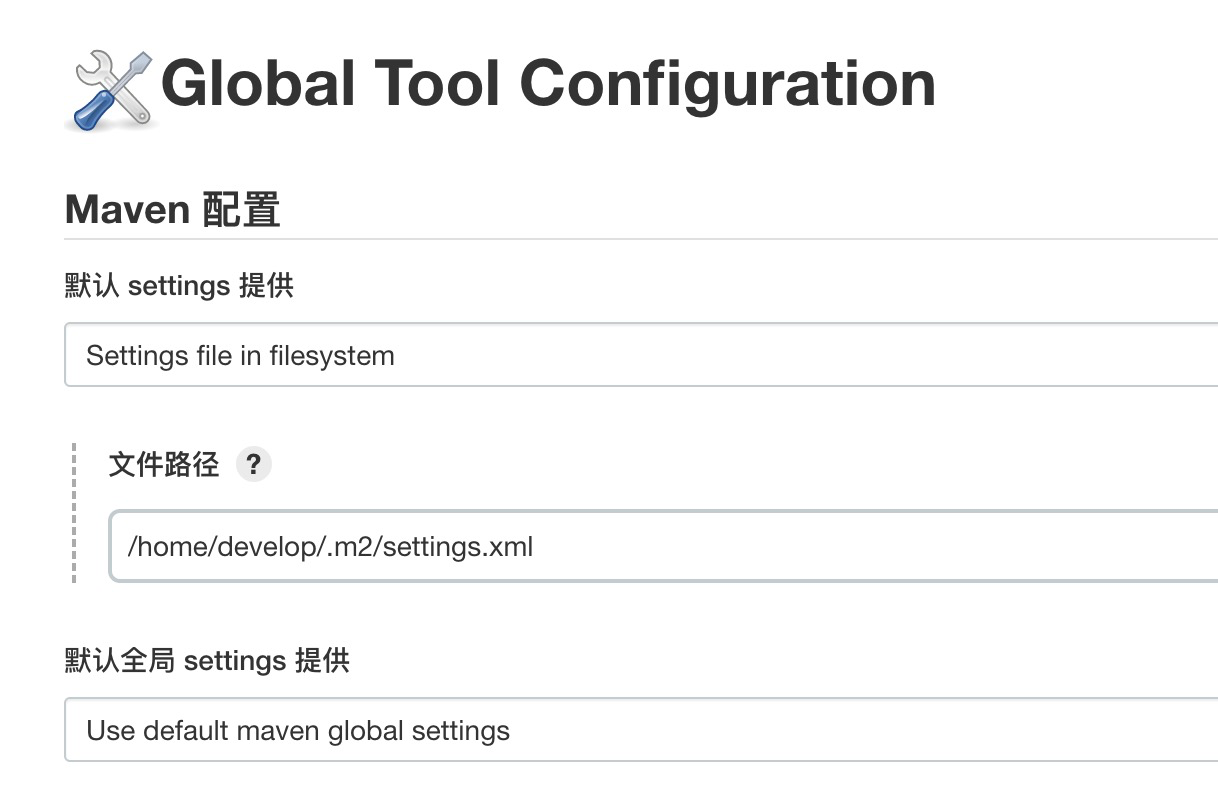 Global Tool Configuration
Maven 配置
默认 settings 提供
Settings file in filesystem
文件路径 ?
/home/develop/.m2/settings.xml
默认全局 settings 提供
Use default maven global settings